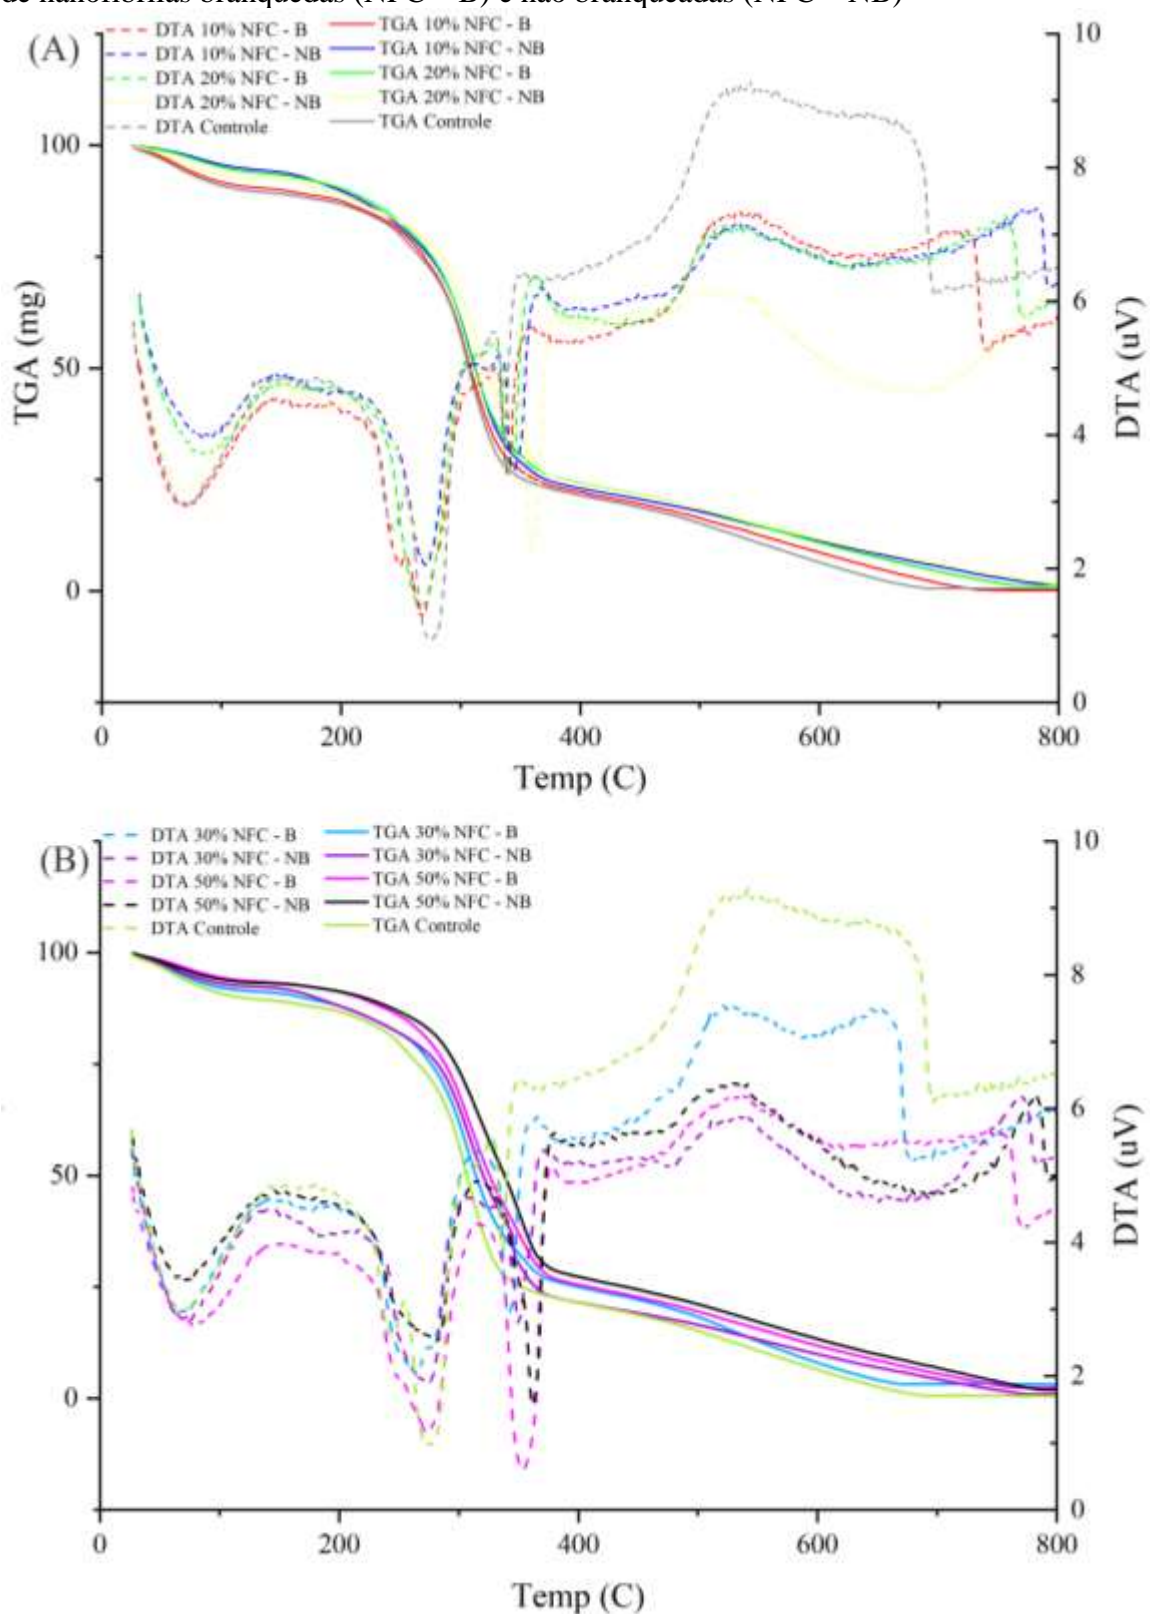 de nanofibrilas branquedas (NFC – B) e não branqueadas (NFC – NB)
(A)
DTA 10% NFC - B
DTA 10% NFC - NB
DTA 20% NFC - B
DTA 20% NFC - NB
DTA Controle
TGA 10% NFC - B
TGA 10% NFC - NB
TGA 20% NFC - B
TGA 20% NFC - NB
TGA Controle
100
50
0
TGA (mg)
10
8
6
4
2
0
DTA (uV)
0 200 400 600 800
Temp (C)
(B)
DTA 30% NFC - B
DTA 30% NFC - NB
DTA 50% NFC - B
DTA 50% NFC - NB
DTA Controle
TGA 30% NFC - B
TGA 30% NFC - NB
TGA 50% NFC - B
TGA 50% NFC - NB
TGA Controle
100
50
0
TGA (mg)
10
8
6
4
2
0
DTA (uV)
0 200 400 600 800
Temp (C)